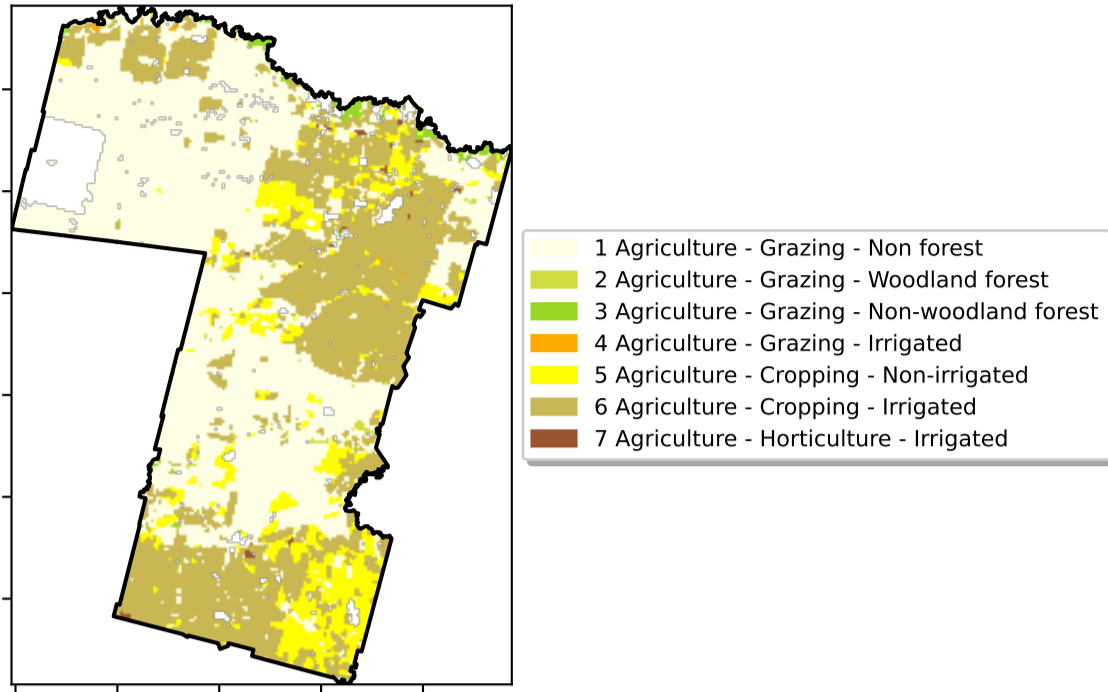 1 Agriculture - Grazing - Non forest
2 Agriculture - Grazing - Woodland forest
3 Agriculture - Grazing - Non-woodland forest
4 Agriculture - Grazing - Irrigated
5 Agriculture - Cropping - Non-irrigated
6 Agriculture - Cropping - Irrigated
7 Agriculture - Horticulture - Irrigated